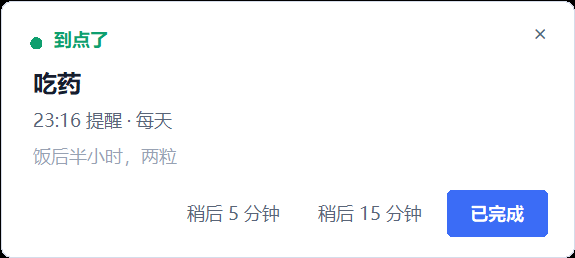 到点了
×
吃药
23:16 提醒 · 每天
饭后半小时，两粒
稍后 5 分钟 稍后 15 分钟 已完成